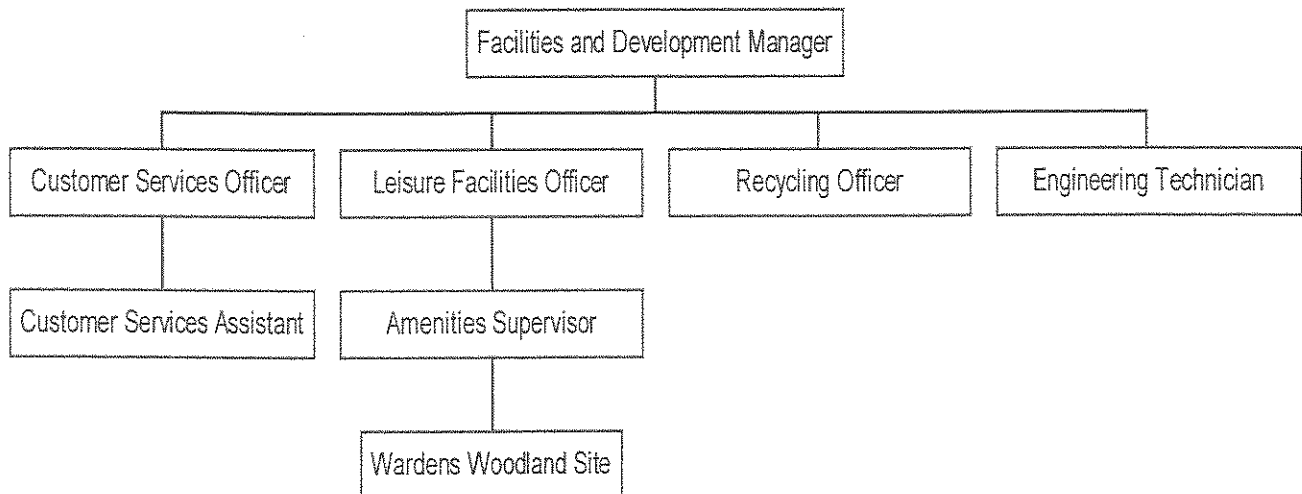 Facilities and Development Manager
Customer Services Officer
Leisure Facilities Officer
Recycling Officer
Engineering Technician
Customer Services Assistant
Amenities Supervisor
Wardens Woodland Site